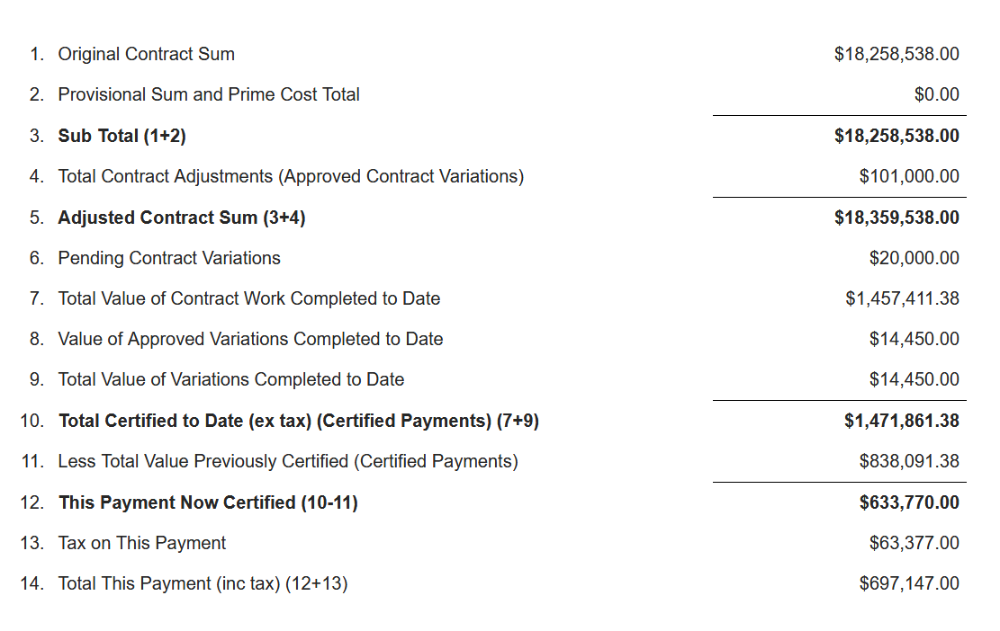 1. Original Contract Sum $18,258,538.00
2. Provisional Sum and Prime Cost Total $0.00
3. Sub Total (1+2) $18,258,538.00
4. Total Contract Adjustments (Approved Contract Variations) $101,000.00
5. Adjusted Contract Sum (3+4) $18,359,538.00
6. Pending Contract Variations $20,000.00
7. Total Value of Contract Work Completed to Date $1,457,411.38
8. Value of Approved Variations Completed to Date $14,450.00
9. Total Value of Variations Completed to Date $14,450.00
10. Total Certified to Date (ex tax) (Certified Payments) (7+9) $1,471,861.38
11. Less Total Value Previously Certified (Certified Payments) $838,091.38
12. This Payment Now Certified (10-11) $633,770.00
13. Tax on This Payment $63,377.00
14. Total This Payment (inc tax) (12+13) $697,147.00